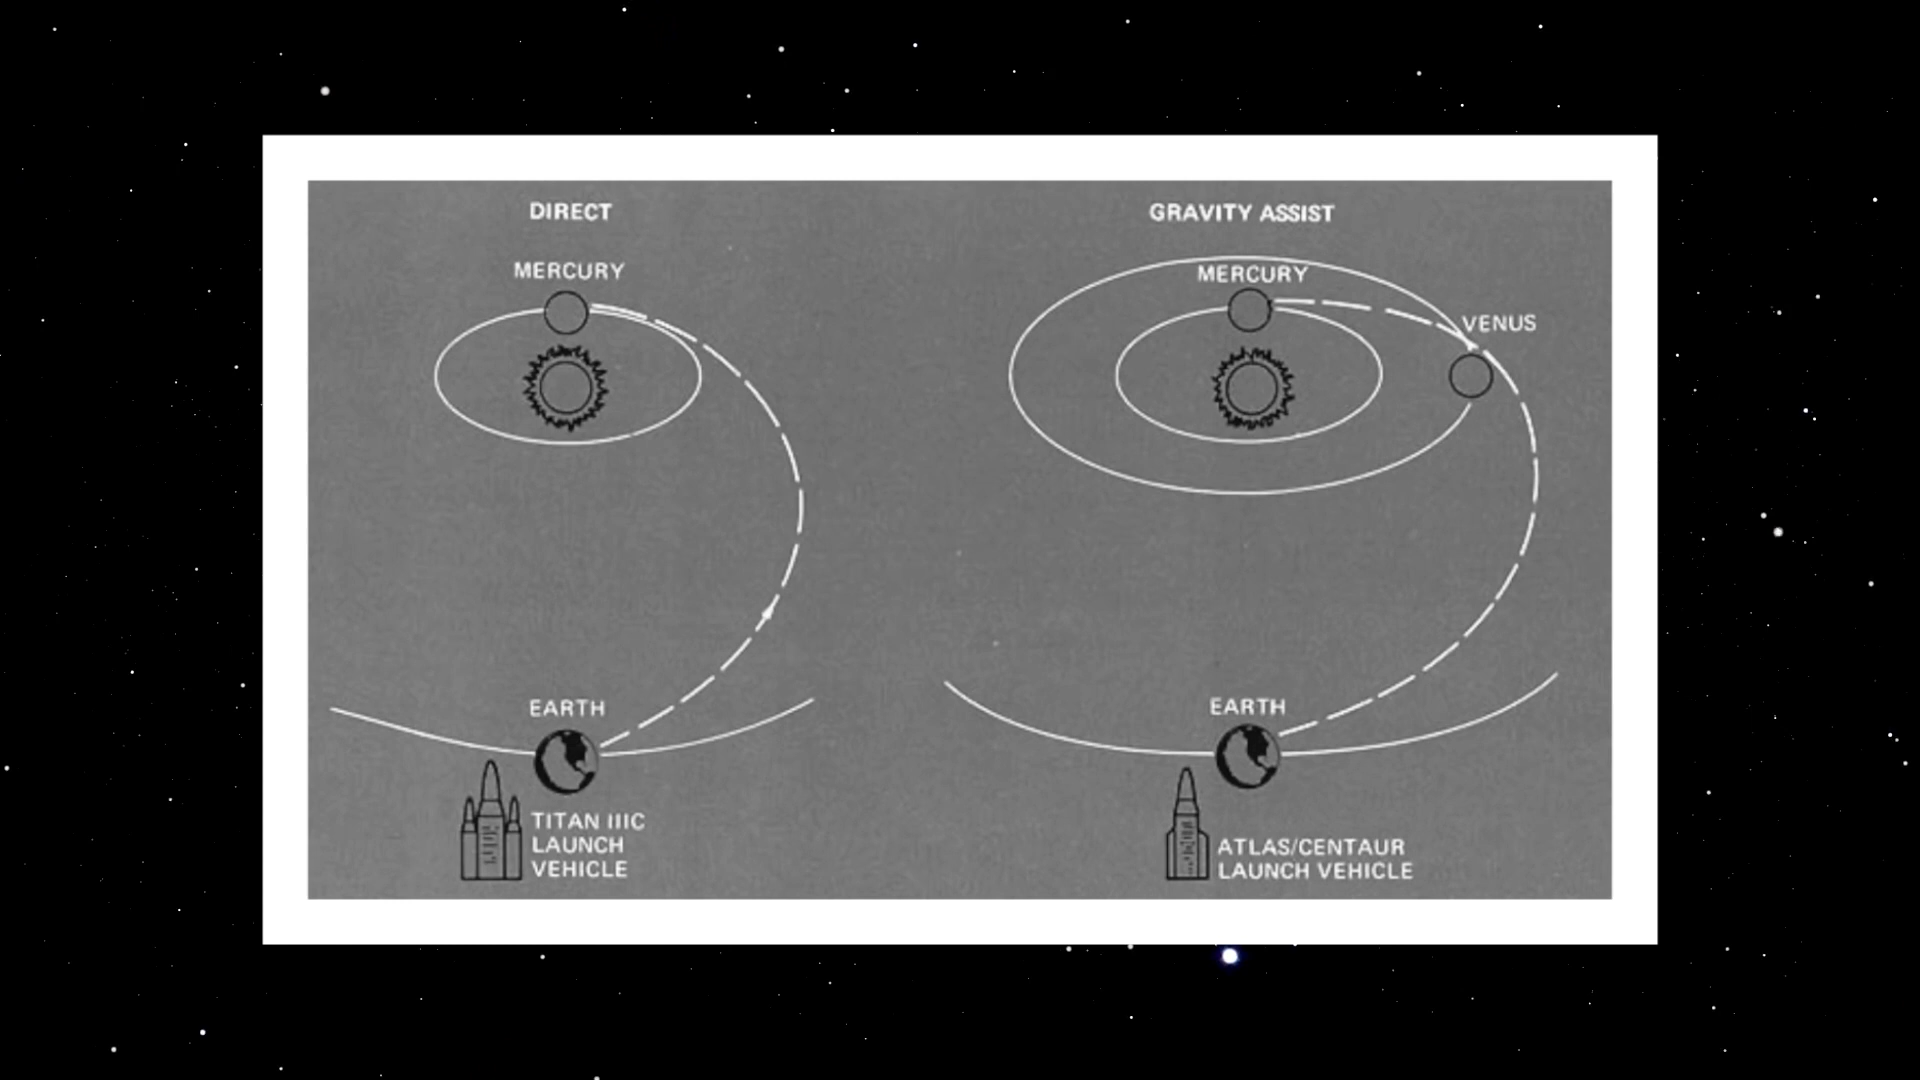 DIRECT
MERCURY
EARTH
TITAN IIIC
LAUNCH
VEHICLE
GRAVITY ASSIST
MERCURY
VENUS
EARTH
ATLAS/CENTAUR
LAUNCH VEHICLE